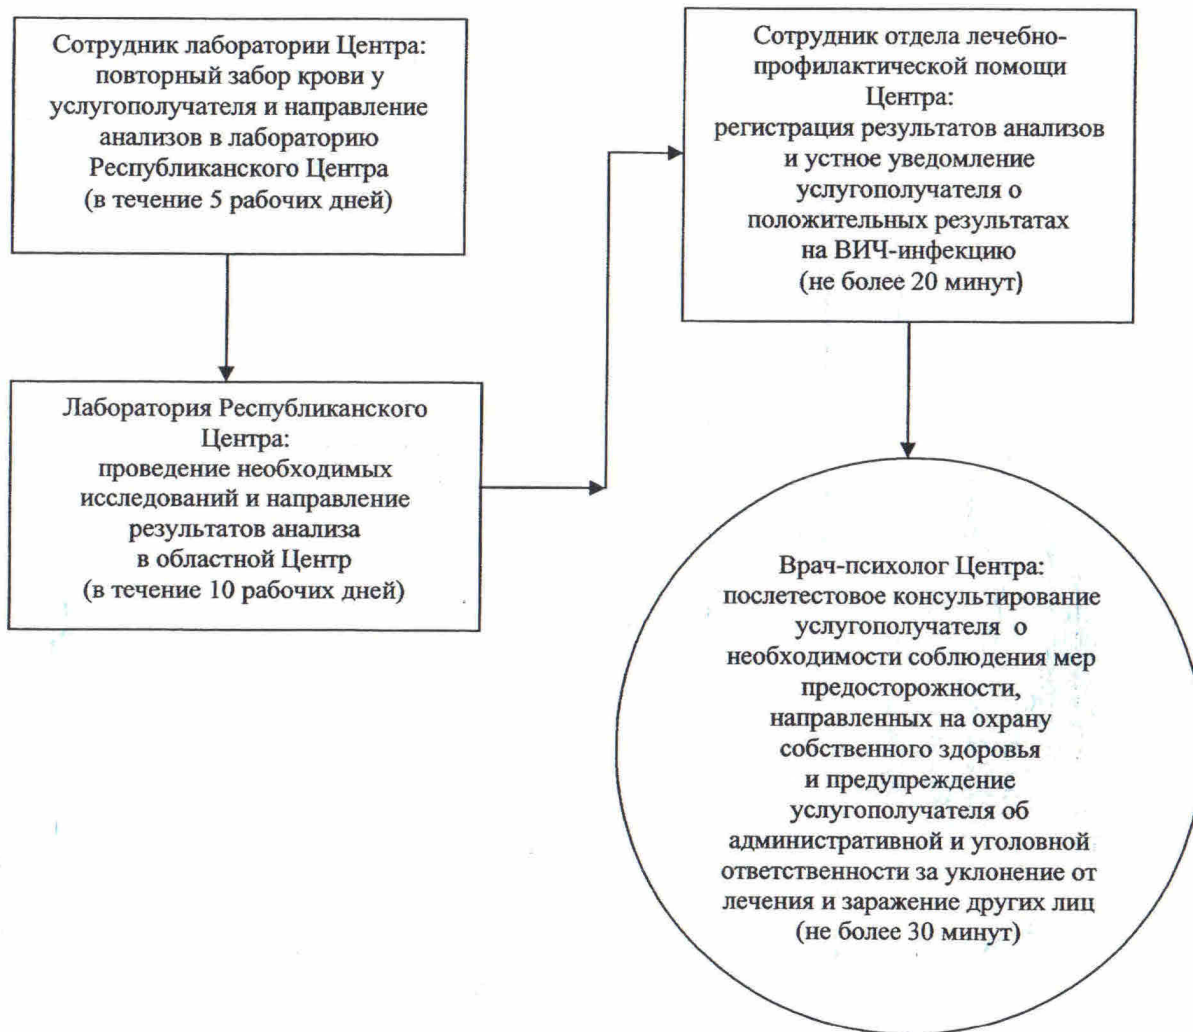 Сотрудник лаборатории Центра:
повторный забор крови у
услугополучателя и направление
анализов в лабораторию
Республиканского Центра
(в течение 5 рабочих дней)
Лаборатория Республиканского
Центра:
проведение необходимых
исследований и направление
результатов анализа
в областной Центр
(в течение 10 рабочих дней)
Сотрудник отдела лечебно-
профилактической помощи
Центра:
регистрация результатов анализов
и устное уведомление
услугополучателя о
положительных результатах
на ВИЧ-инфекцию
(не более 20 минут)
Врач-психолог Центра:
послетестовое консультирование
услугополучателя о
необходимости соблюдения мер
предосторожности,
направленных на охрану
собственного здоровья
и предупреждение
услугополучателя об
административной и уголовной
ответственности за уклонение от
лечения и заражение других лиц
(не более 30 минут)